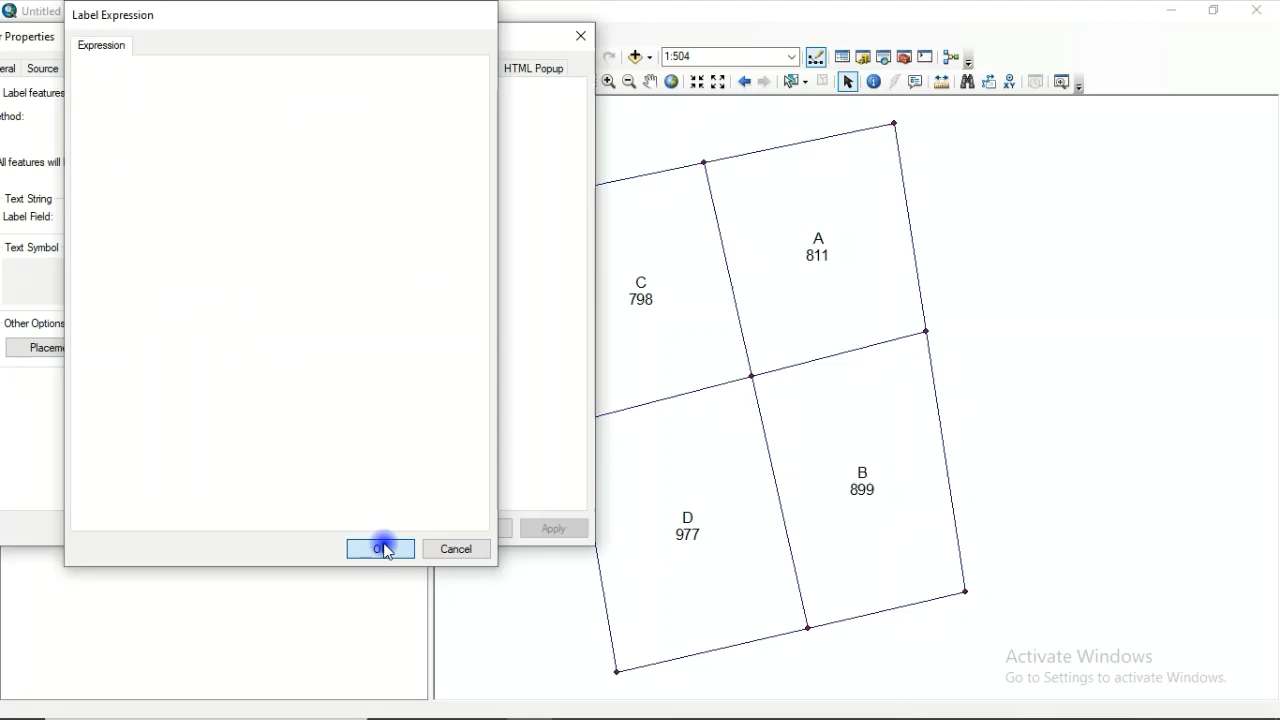 Untitled
Label Expression
r Properties
Expression
eral
Source
HTML Popup
1:504
Label features
thod:
All features will
Text String
Label Field:
Text Symbol
Other Options
Placeme
A
811
C
798
B
899
D
977
Apply
Cancel
Activate Windows
Go to Settings to activate Windows.